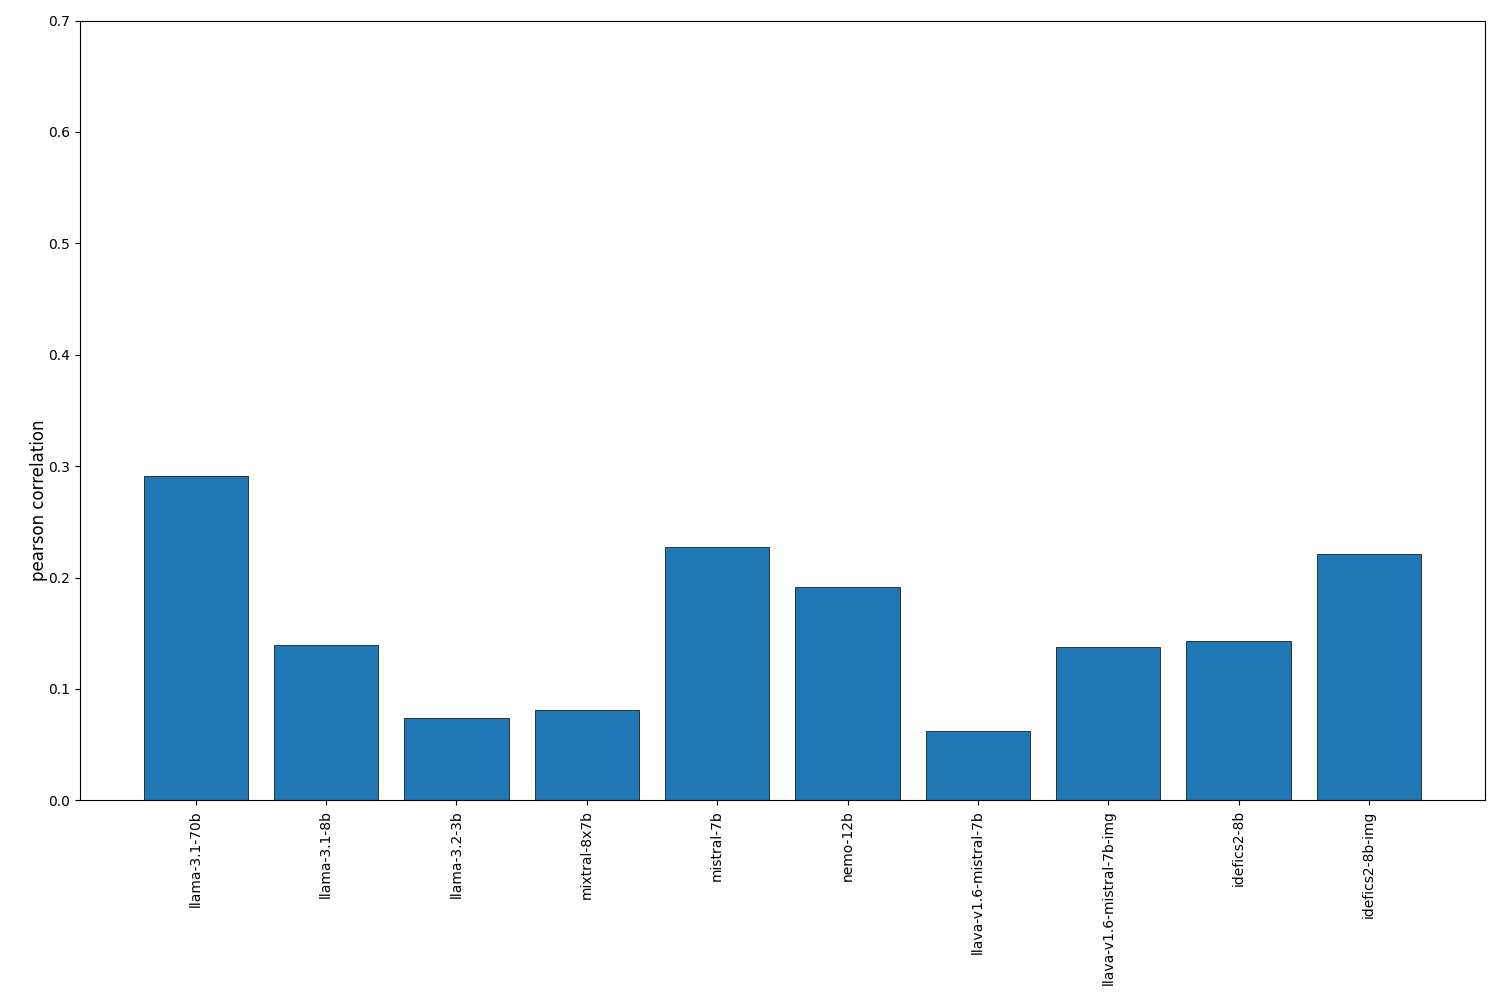 0.7
0.6
0.5
0.4
0.3
0.2
0.1
0.0
pearson correlation
llama-3.1-70b
llama-3.1-8b
llama-3.2-3b
mixtral-8x7b
mistral-7b
nemo-12b
llava-v1.6-mistral-7b
llava-v1.6-mistral-7b-img
idefics2-8b
idefics2-8b-img